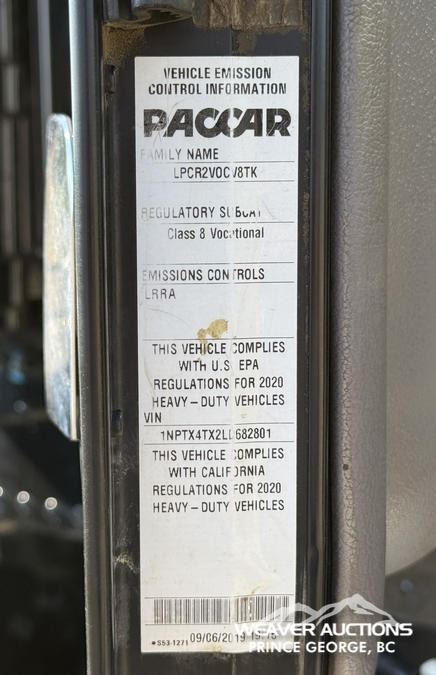 VEHICLE EMISSION
CONTROL INFORMATION
PACCAR
FAMILY NAME
LPCR2VOCV8TK
REGULATORY SUBCAT
Class 8 Vocational
EMISSIONS CONTROLS
LRRA
THIS VEHICLE COMPLIES
WITH U.S. EPA
REGULATIONS FOR 2020
HEAVY-DUTY VEHICLES
VIN
THIS VEHICLE COMPLIES
WITH CALIFORNIA
REGULATIONS FOR 2020
HEAVY-DUTY VEHICLES
S53-1271 09/06/2019
WEAVER AUCTIONS
PRINCE GEORGE, BC